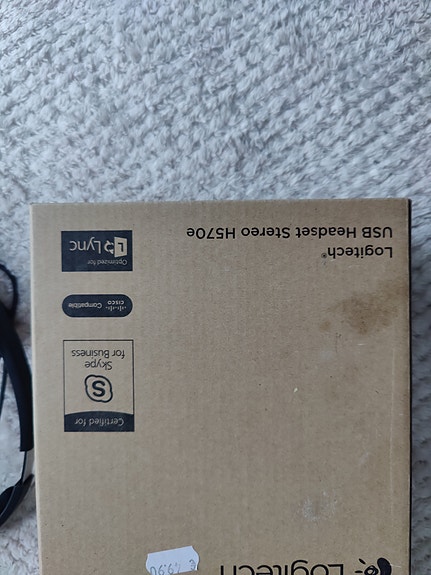 Logitech
Certified for
Skype
for Business
cisco
Compatible
Optimized for
Lync
Logitech®
USB Headset Stereo H570e